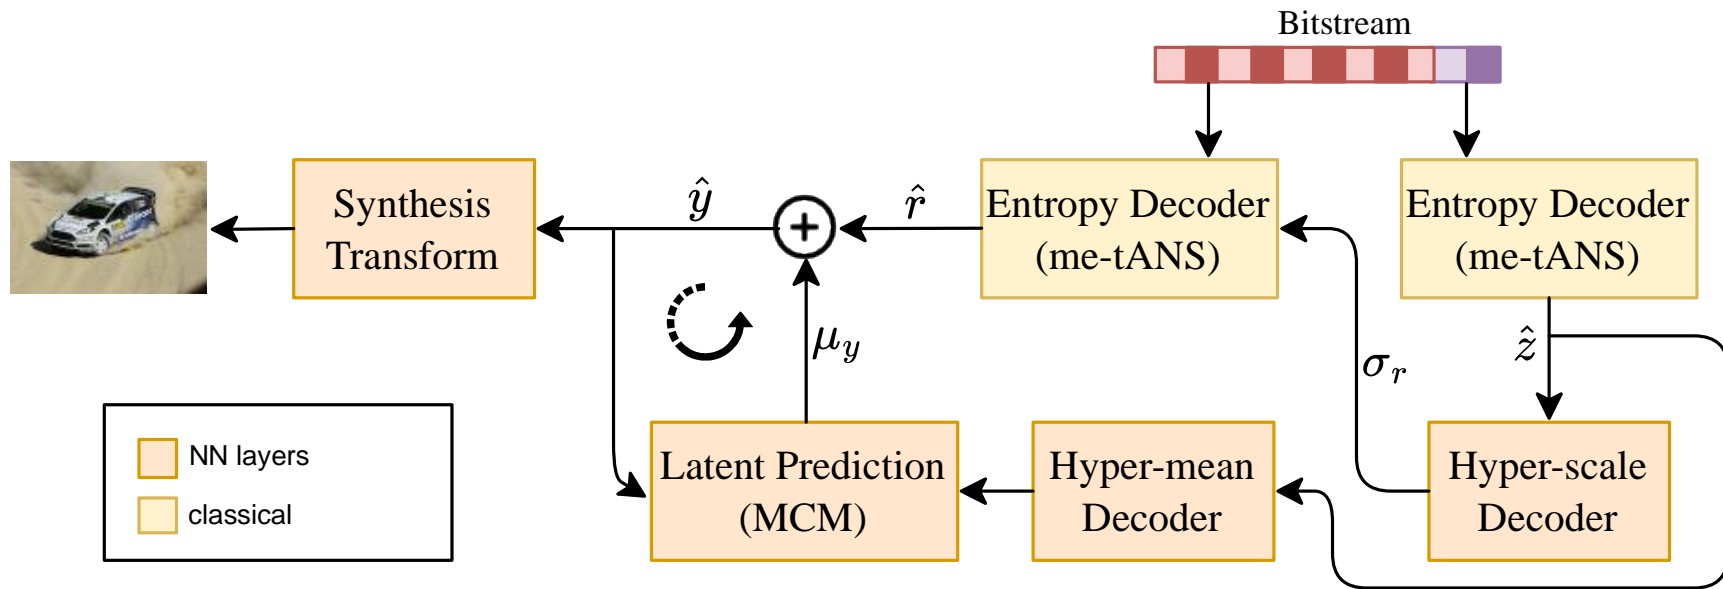 Bitstream
Synthesis
Transform
ŷ
r̂
Entropy Decoder
(me-tANS)
Entropy Decoder
(me-tANS)
μ_y
σ_r
ẑ
Latent Prediction
(MCM)
Hyper-mean
Decoder
Hyper-scale
Decoder
NN layers
classical